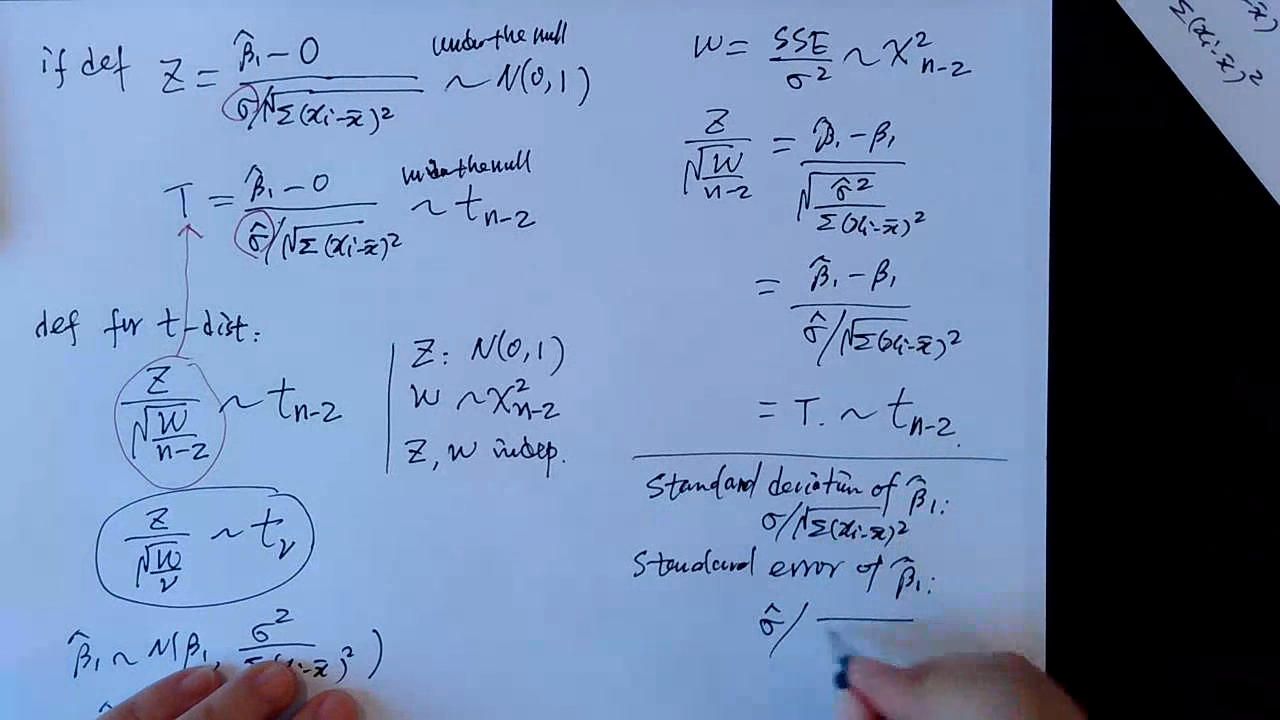 if def Z = (β̂₁ − 0) / (σ/√Σ(xᵢ−x̄)²) ~ N(0,1) under the null
T = (β̂₁ − 0) / (σ̂/√Σ(xᵢ−x̄)²) ~ tₙ₋₂ under the null
def for t-dist:
Z / √(W/(n−2)) ~ tₙ₋₂
Z: N(0,1)
W ~ χ²ₙ₋₂
Z, W indep.
Z / √(W/ν) ~ t_ν
β̂₁ ~ N(β₁, σ² / (xᵢ−x̄)²)
W = SSE/σ² ~ χ²ₙ₋₂
Z / √(W/(n−2)) = (β̂₁ − β₁) / √(σ̂² / Σ(xᵢ−x̄)²)
= (β̂₁ − β₁) / (σ̂/√Σ(xᵢ−x̄)²)
= T. ~ tₙ₋₂.
Standard deviation of β̂₁:
σ/√Σ(xᵢ−x̄)²
Standard error of β̂₁:
σ̂/
x̄)
Σ(xᵢ−x̄)²